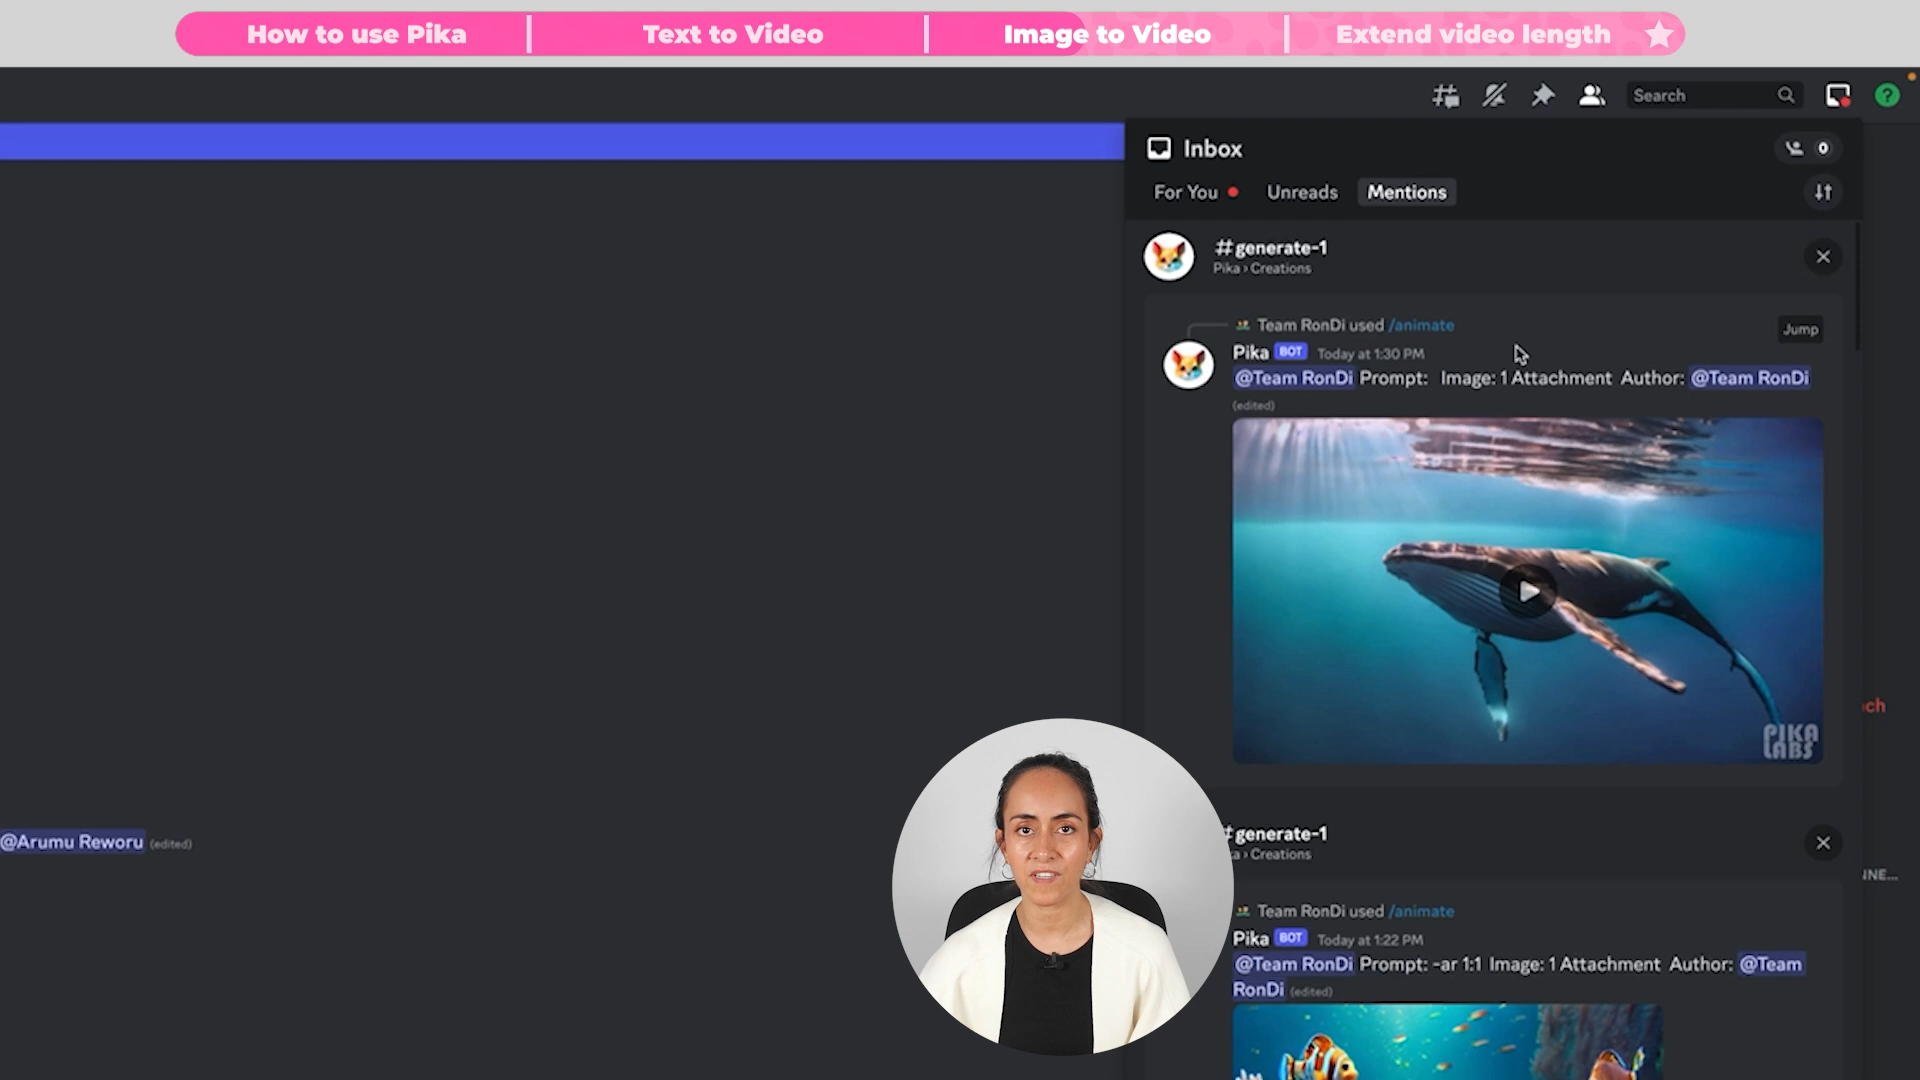 How to use Pika
Text to Video
Image to Video
Extend video length
Search
?
Inbox
0
For You
Unreads
Mentions
#generate-1
Pika › Creations
Team RonDi used /animate
Jump
Pika BOT Today at 1:30 PM
@Team RonDi Prompt: Image: 1 Attachment Author: @Team RonDi
(edited)
PIKA
LABS
ch
@Arumu Reworu (edited)
#generate-1
a › Creations
NE...
Team RonDi used /animate
Pika BOT Today at 1:22 PM
@Team RonDi Prompt: -ar 1:1 Image: 1 Attachment Author: @Team
RonDi (edited)